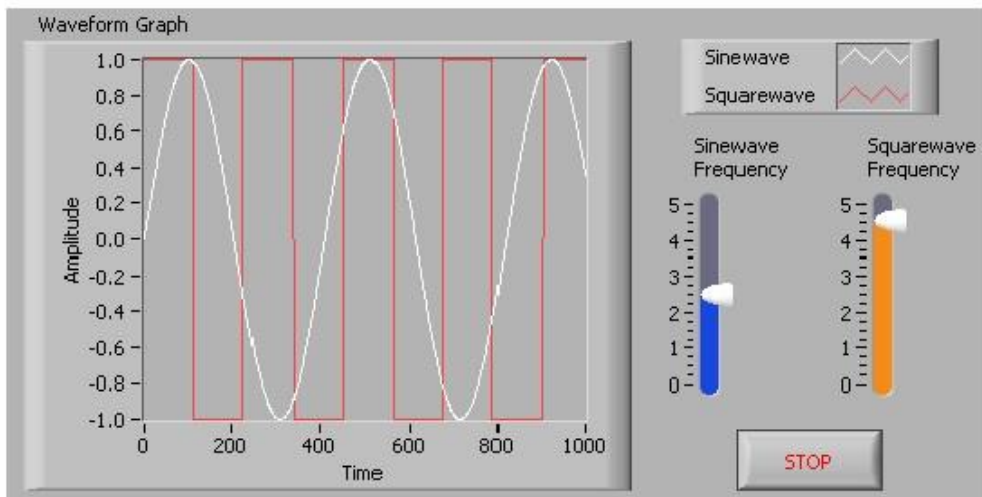 Waveform Graph
1.0
0.8
0.6
0.4
0.2
0.0
-0.2
-0.4
-0.6
-0.8
-1.0
Amplitude
0 200 400 600 800 1000
Time
Sinewave
Squarewave
Sinewave
Frequency
5
4
3
2
1
0
Squarewave
Frequency
5
4
3
2
1
0
STOP